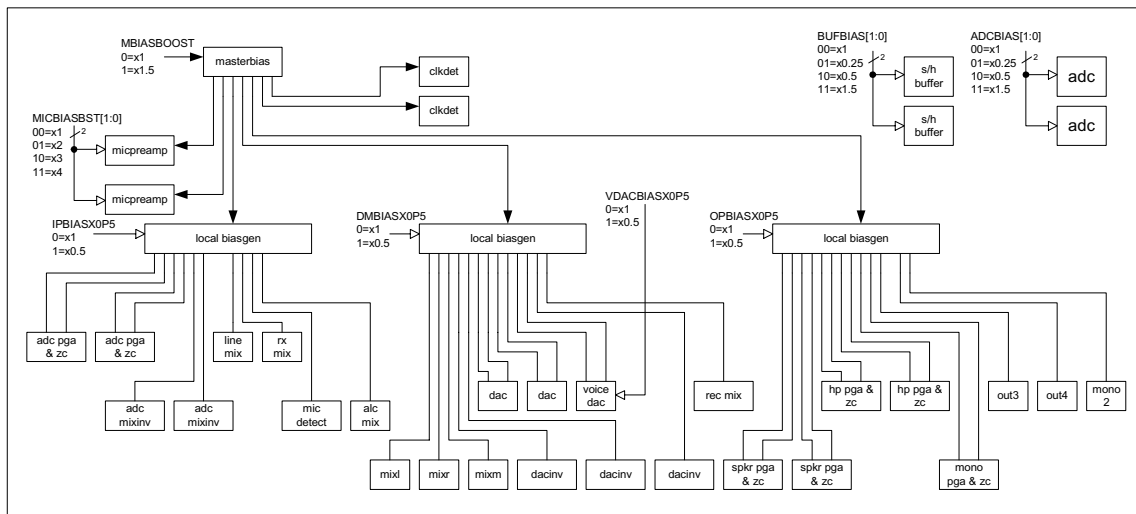 MBIASBOOST
0=x1
1=x1.5
masterbias
clkdet
clkdet
BUFBIAS[1:0]
00=x1
01=x0.25
10=x0.5
11=x1.5
2
s/h
buffer
s/h
buffer
ADCBIAS[1:0]
00=x1
01=x0.25
10=x0.5
11=x1.5
2
adc
adc
MICBIASBST[1:0]
00=x1
01=x2
10=x3
11=x4
2
micpreamp
micpreamp
IPBIASX0P5
0=x1
1=x0.5
local biasgen
DMBIASX0P5
0=x1
1=x0.5
local biasgen
VDACBIASX0P5
0=x1
1=x0.5
OPBIASX0P5
0=x1
1=x0.5
local biasgen
adc pga
& zc
adc pga
& zc
line
mix
rx
mix
adc
mixinv
adc
mixinv
mic
detect
alc
mix
dac
dac
voice
dac
rec mix
mixl
mixr
mixm
dacinv
dacinv
dacinv
hp pga &
zc
hp pga &
zc
out3
out4
mono
2
spkr pga
& zc
spkr pga
& zc
mono
pga & zc